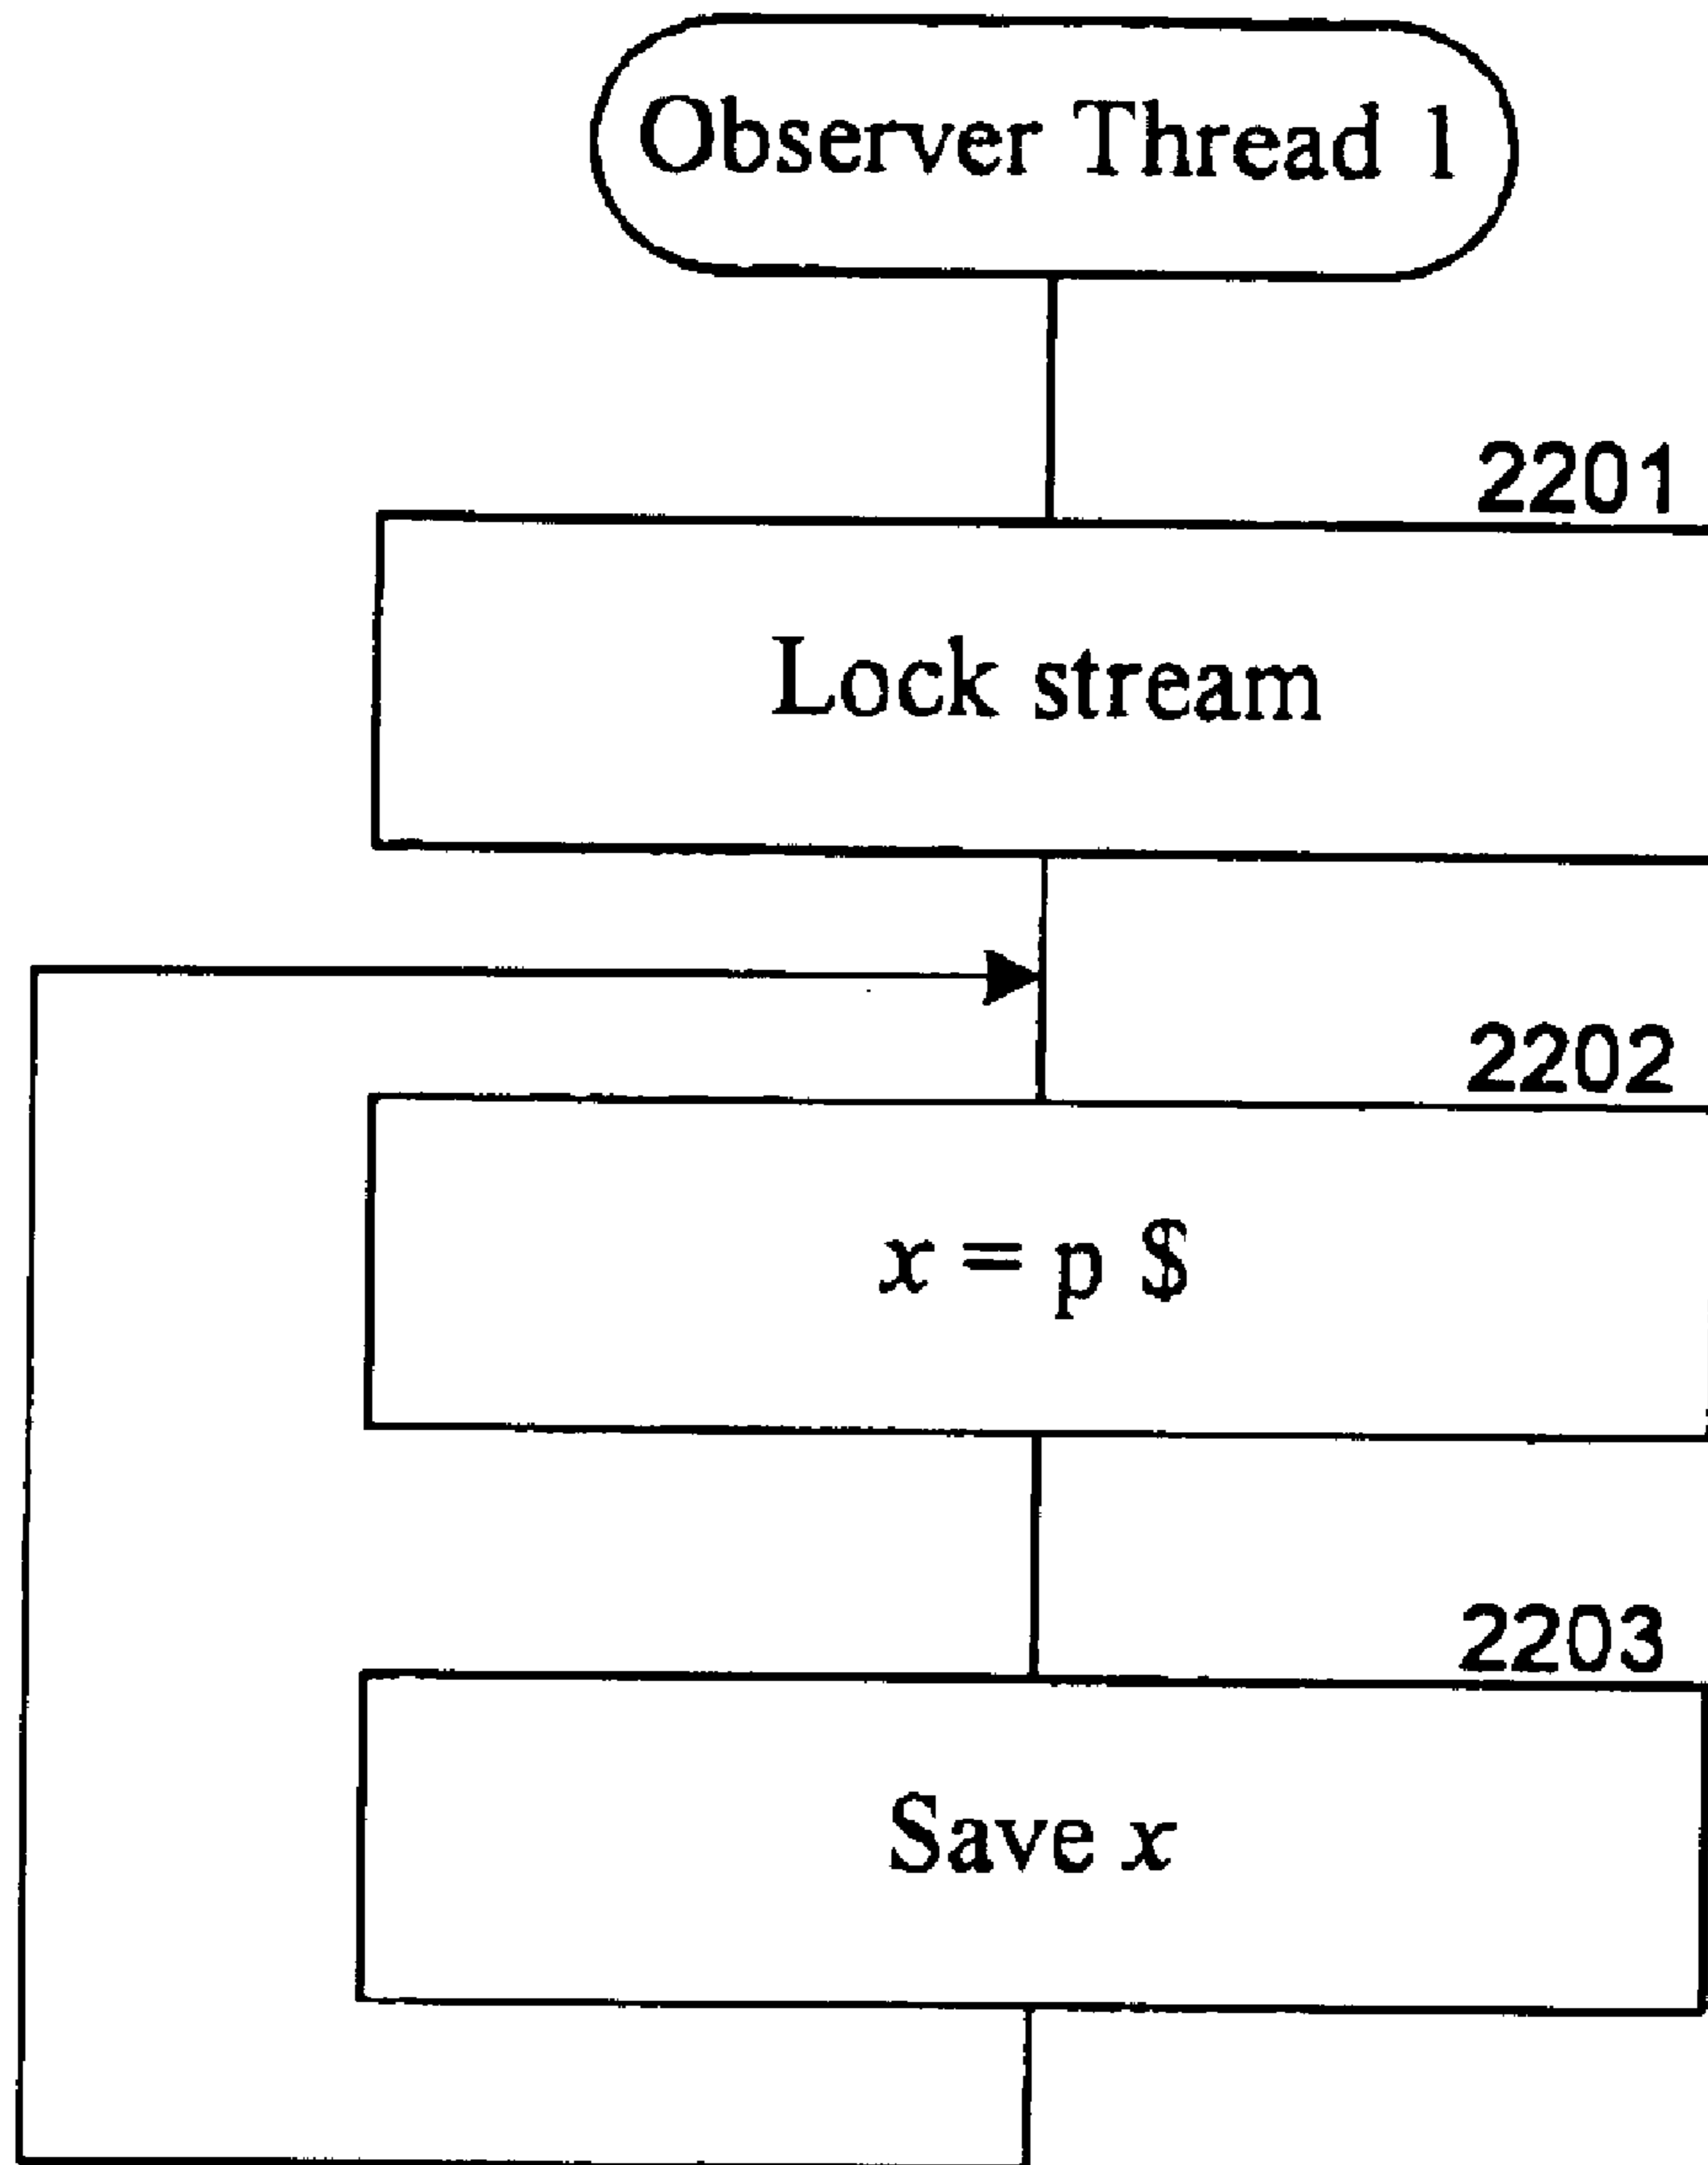 Observer Thread 1
2201
Lock stream
2202
x = p $
2203
Save x